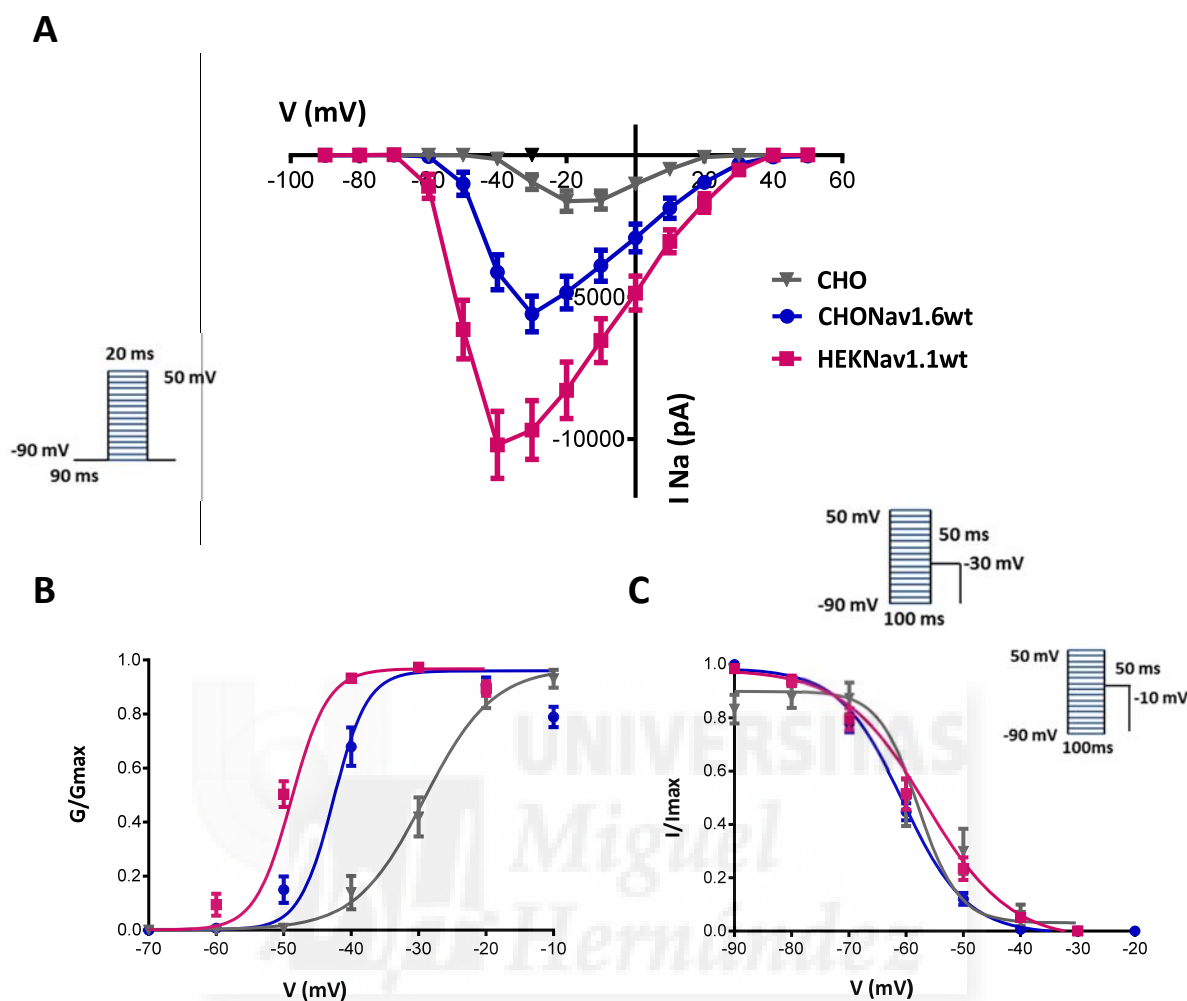 A
V (mV)
-100 -80 -60 -40 -20 20 40 60
-5000
-10000
I Na (pA)
CHO
CHONav1.6wt
HEKNav1.1wt
20 ms
50 mV
-90 mV
90 ms
B
1.0
0.8
0.6
0.4
0.2
0.0
-70 -60 -50 -40 -30 -20 -10
G/Gmax
V (mV)
C
50 mV
50 ms
-30 mV
-90 mV
100 ms
50 mV
50 ms
-10 mV
-90 mV
100ms
1.0
0.8
0.6
0.4
0.2
0.0
-90 -80 -70 -60 -50 -40 -30 -20
I/Imax
V (mV)
UNIVERSITAS
Miguel
Hernández